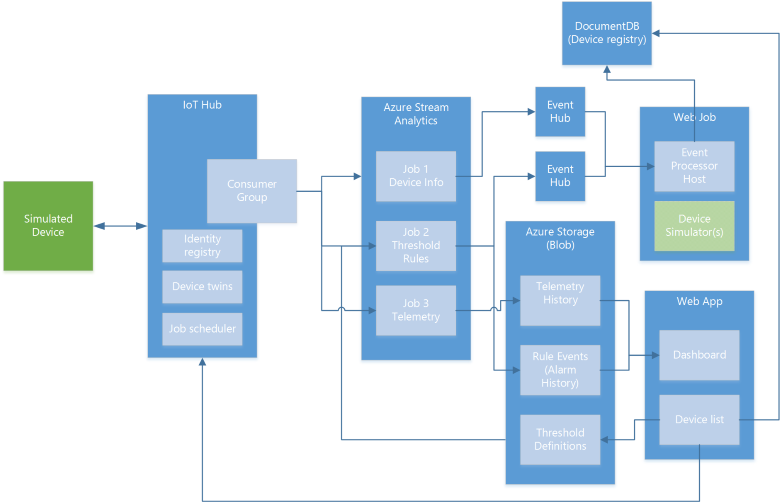 DocumentDB
(Device registry)
IoT Hub
Consumer
Group
Identity
registry
Device twins
Job scheduler
Simulated
Device
Azure Stream
Analytics
Job 1
Device Info
Job 2
Threshold
Rules
Job 3
Telemetry
Event
Hub
Event
Hub
Web Job
Event
Processor
Host
Device
Simulator(s)
Azure Storage
(Blob)
Telemetry
History
Rule Events
(Alarm
History)
Threshold
Definitions
Web App
Dashboard
Device list